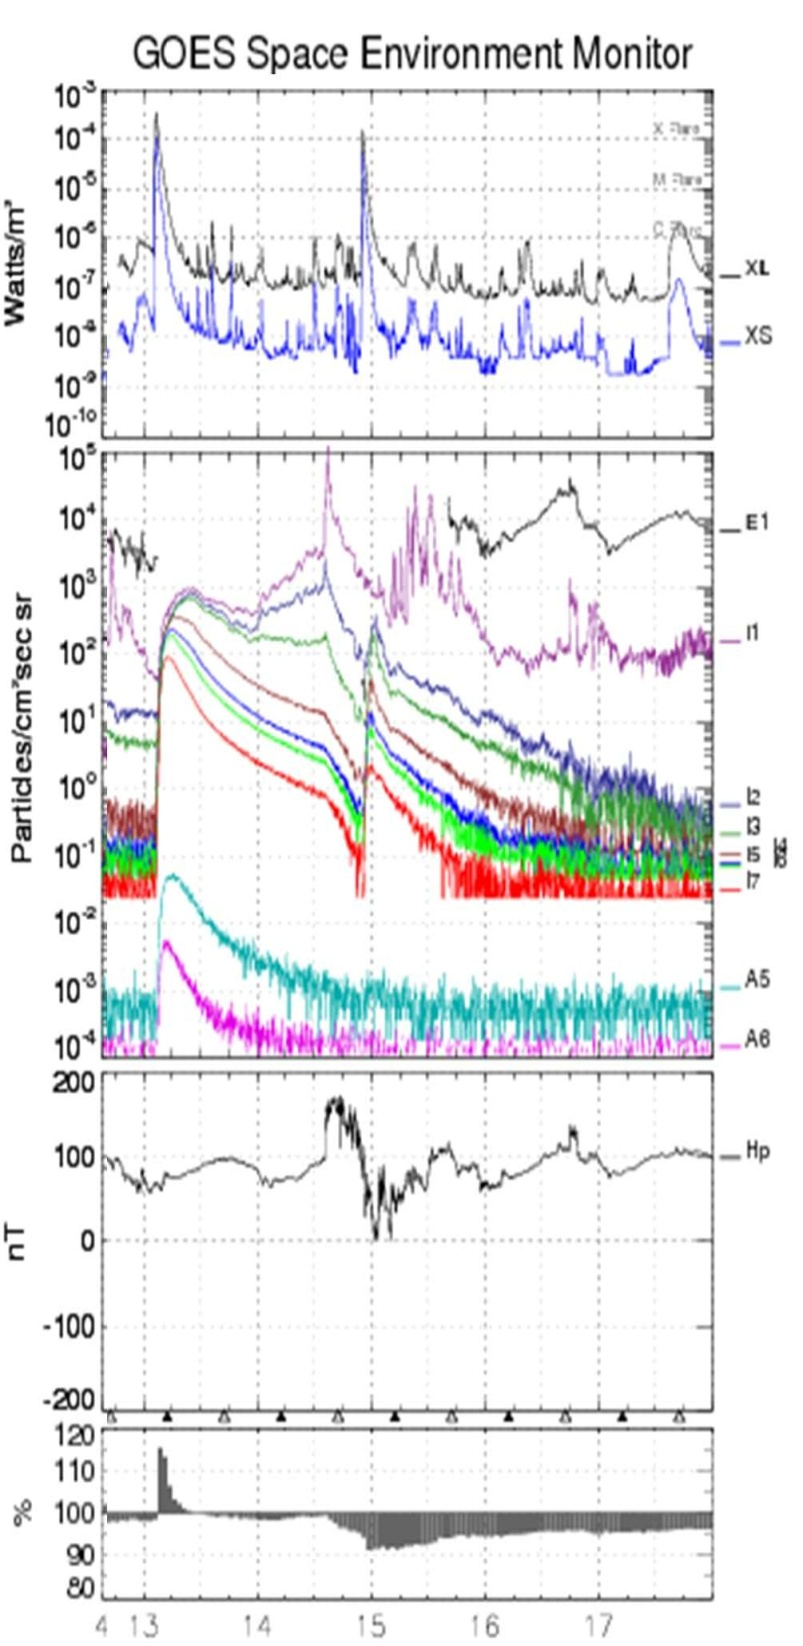 GOES Space Environment Monitor
10-3
10-4
10-5
10-6
10-7
10-8
10-9
10-10
Watts/m²
X Flare
M Flare
C Flare
XL
XS
10⁵
10⁴
10³
10²
10¹
10⁰
10-1
10-2
10-3
10-4
Particles/cm²sec sr
E1
I1
I2
I3
I5
I7
A5
A6
200
100
0
-100
-200
nT
Hp
120
110
100
90
80
%
4 13 14 15 16 17